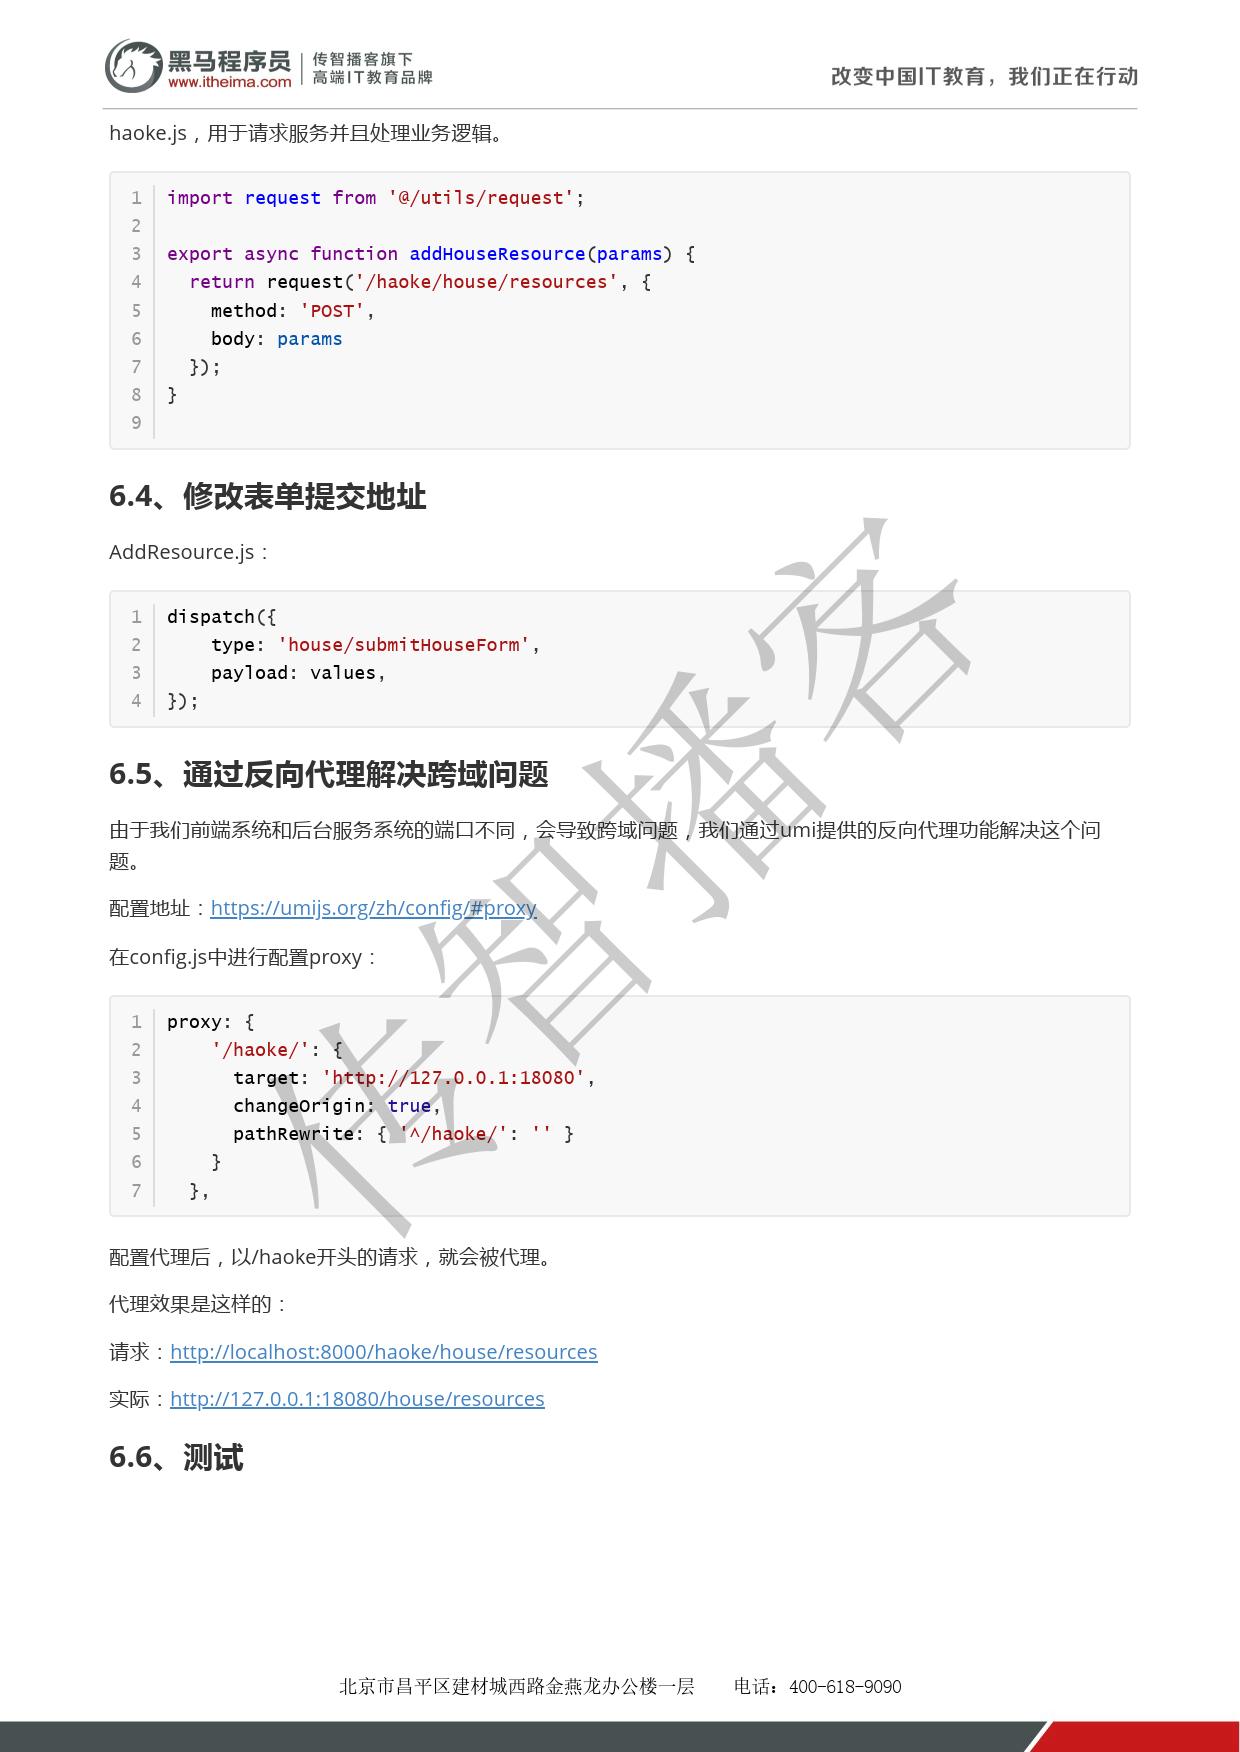 黑马程序员
www.itheima.com
传智播客旗下
高端IT教育品牌
改变中国IT教育，我们正在行动
haoke.js，用于请求服务并且处理业务逻辑。
1 import request from '@/utils/request';
2
3 export async function addHouseResource(params) {
4   return request('/haoke/house/resources', {
5     method: 'POST',
6     body: params
7   });
8 }
9
6.4、修改表单提交地址
AddResource.js：
1 dispatch({
2     type: 'house/submitHouseForm',
3     payload: values,
4 });
6.5、通过反向代理解决跨域问题
由于我们前端系统和后台服务系统的端口不同，会导致跨域问题，我们通过umi提供的反向代理功能解决这个问
题。
配置地址：https://umijs.org/zh/config/#proxy
在config.js中进行配置proxy：
1 proxy: {
2     '/haoke/': {
3       target: 'http://127.0.0.1:18080',
4       changeOrigin: true,
5       pathRewrite: { '^/haoke/': '' }
6     }
7   },
配置代理后，以/haoke开头的请求，就会被代理。
代理效果是这样的：
请求：http://localhost:8000/haoke/house/resources
实际：http://127.0.0.1:18080/house/resources
6.6、测试
传智播客
北京市昌平区建材城西路金燕龙办公楼一层 电话：400-618-9090